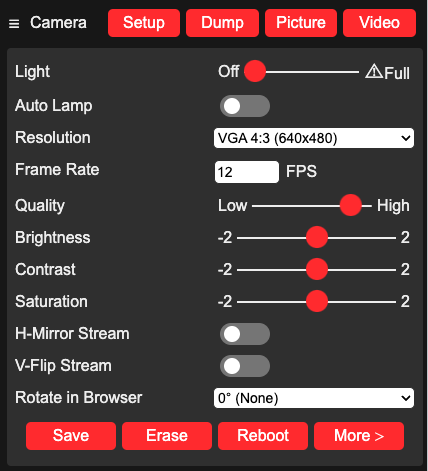 ≡ Camera Setup Dump Picture Video
Light Off ⚠Full
Auto Lamp
Resolution VGA 4:3 (640x480)
Frame Rate 12 FPS
Quality Low High
Brightness -2 2
Contrast -2 2
Saturation -2 2
H-Mirror Stream
V-Flip Stream
Rotate in Browser 0° (None)
Save Erase Reboot More >